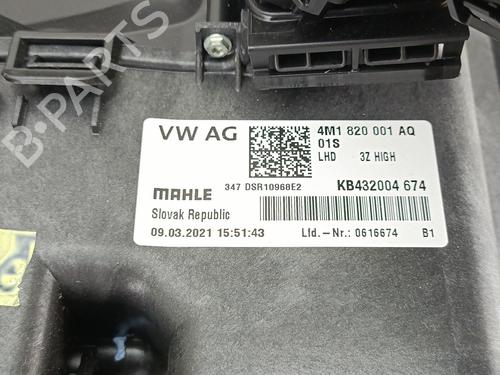 B-PARTS
VW AG
4M1 820 001 AQ
01S
LHD 3Z HIGH
347 DSR10968E2
MAHLE
KB432004 674
Slovak Republic
09.03.2021 15:51:43
Lfd.-Nr.: 0616674 B1